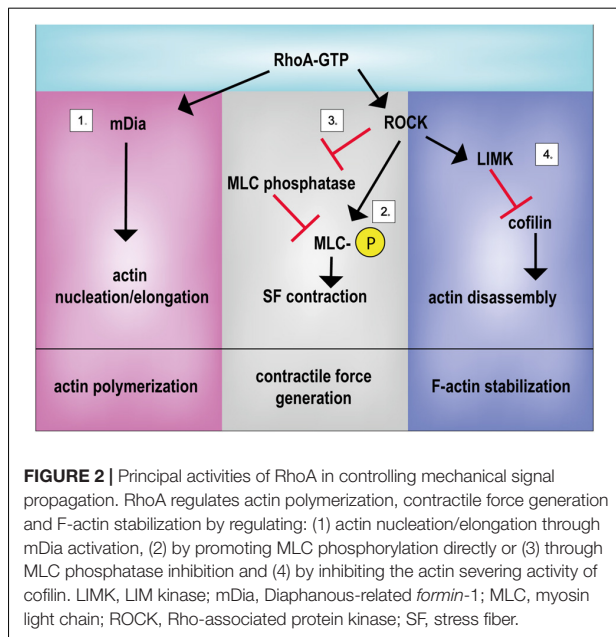 RhoA-GTP
1.
mDia
3.
ROCK
LIMK
4.
MLC phosphatase
2.
MLC- P
cofilin
actin
nucleation/elongation
SF contraction
actin disassembly
actin polymerization
contractile force
generation
F-actin stabilization
FIGURE 2 | Principal activities of RhoA in controlling mechanical signal
propagation. RhoA regulates actin polymerization, contractile force generation
and F-actin stabilization by regulating: (1) actin nucleation/elongation through
mDia activation, (2) by promoting MLC phosphorylation directly or (3) through
MLC phosphatase inhibition and (4) by inhibiting the actin severing activity of
cofilin. LIMK, LIM kinase; mDia, Diaphanous-related formin-1; MLC, myosin
light chain; ROCK, Rho-associated protein kinase; SF, stress fiber.